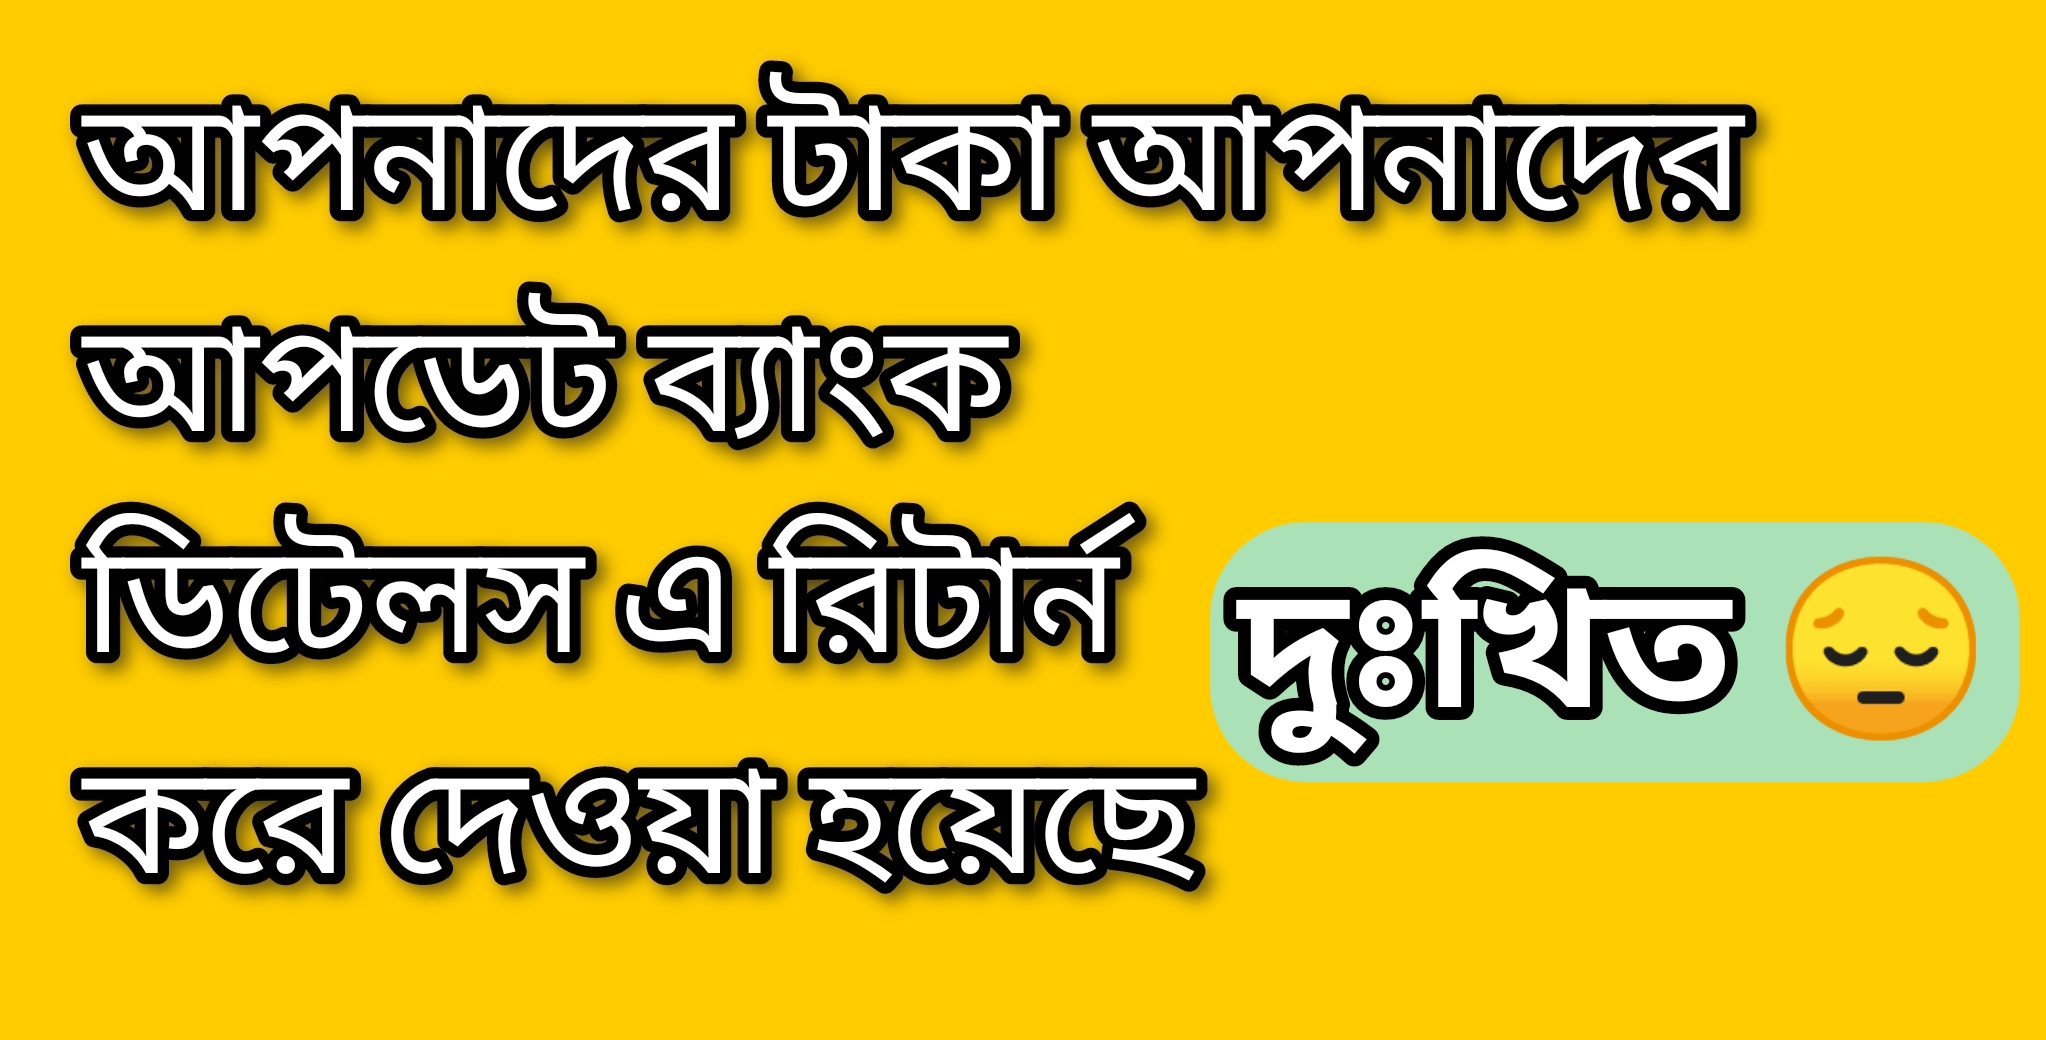 আপনাদের টাকা আপনাদের
আপডেট ব্যাংক
ডিটেলস এ রিটার্ন
দুঃখিত 😔
করে দেওয়া হয়েছে